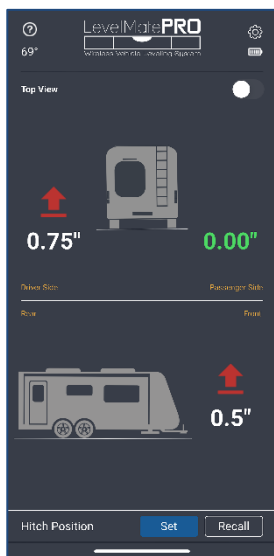 LevelMatePRO
69°
Wireless Vehicle Leveling System
Top View
0.75" 0.00"
Driver Side Passenger Side
Rear Front
0.5"
Hitch Position Set Recall